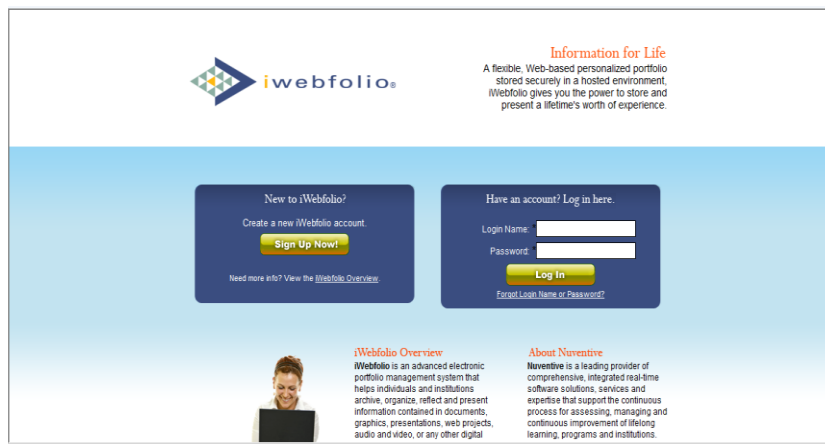 Information for Life
A flexible, Web-based personalized portfolio
stored securely in a hosted environment,
iWebfolio gives you the power to store and
present a lifetime's worth of experience.
iwebfolio®
New to iWebfolio?
Create a new iWebfolio account.
Sign Up Now!
Need more info? View the iWebfolio Overview.
Have an account? Log in here.
Login Name: *
Password: *
Log In
Forgot Login Name or Password?
iWebfolio Overview
iWebfolio is an advanced electronic
portfolio management system that
helps individuals and institutions
archive, organize, reflect and present
information contained in documents,
graphics, presentations, web projects,
audio and video, or any other digital
About Nuventive
Nuventive is a leading provider of
comprehensive, integrated real-time
software solutions, services and
expertise that support the continuous
process for assessing, managing and
continuous improvement of lifelong
learning, programs and institutions.